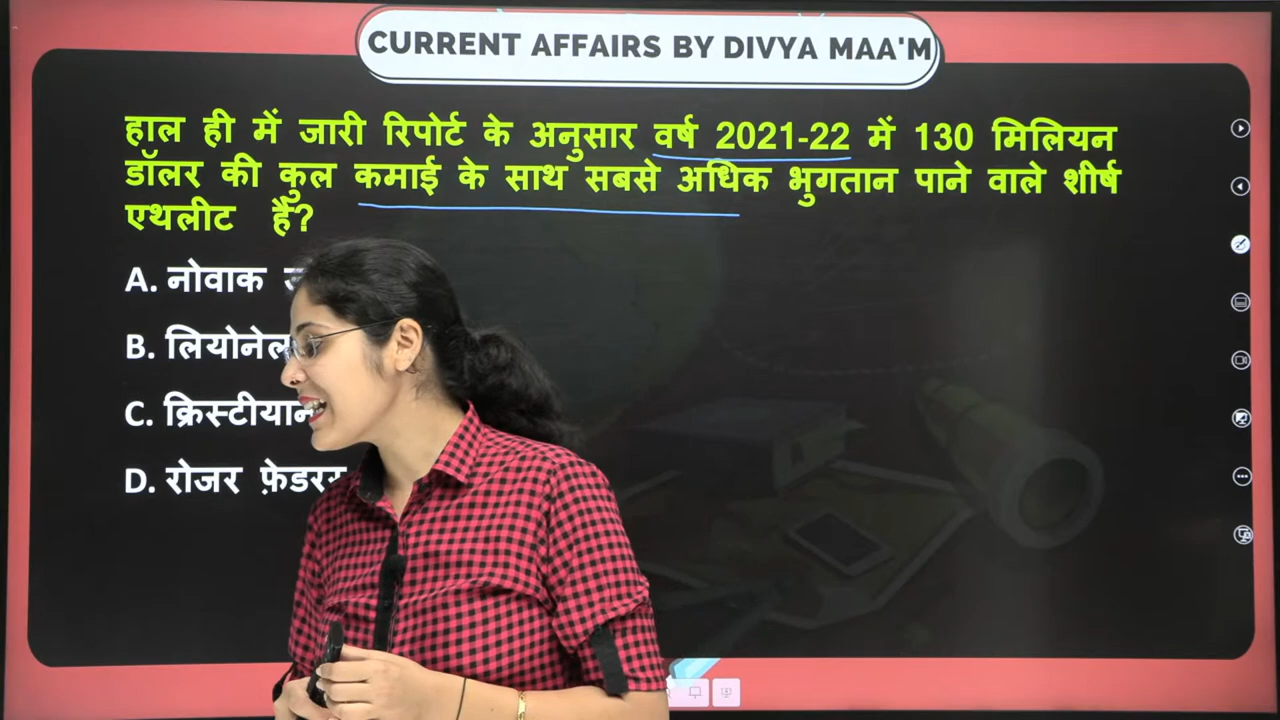 CURRENT AFFAIRS BY DIVYA MAA'M
हाल ही में जारी रिपोर्ट के अनुसार वर्ष 2021-22 में 130 मिलियन
डॉलर की कुल कमाई के साथ सबसे अधिक भुगतान पाने वाले शीर्ष
एथलीट हैं?
A. नोवाक
B. लियोनेल
C.
D. रोजर